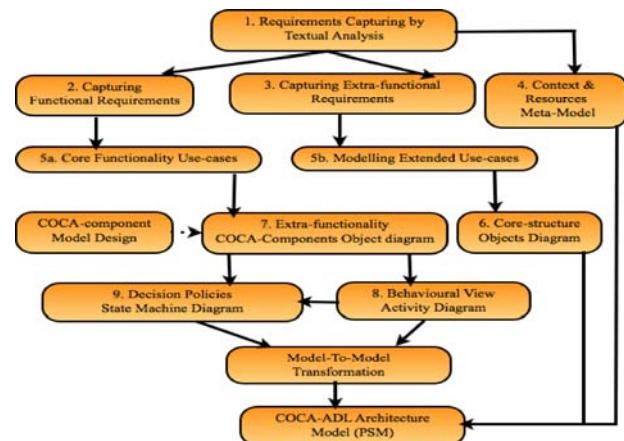 1. Requirements Capturing by
Textual Analysis
2. Capturing
Functional Requirements
3. Capturing Extra-functional
Requirements
4. Context &
Resources
Meta-Model
5a. Core Functionality Use-cases
5b. Modelling Extended Use-cases
COCA-component
Model Design
7. Extra-functionality
COCA-Components Object diagram
6. Core-structure
Objects Diagram
9. Decision Policies
State Machine Diagram
8. Behavioural View
Activity Diagram
Model-To-Model
Transformation
COCA-ADL Architecture
Model (PSM)